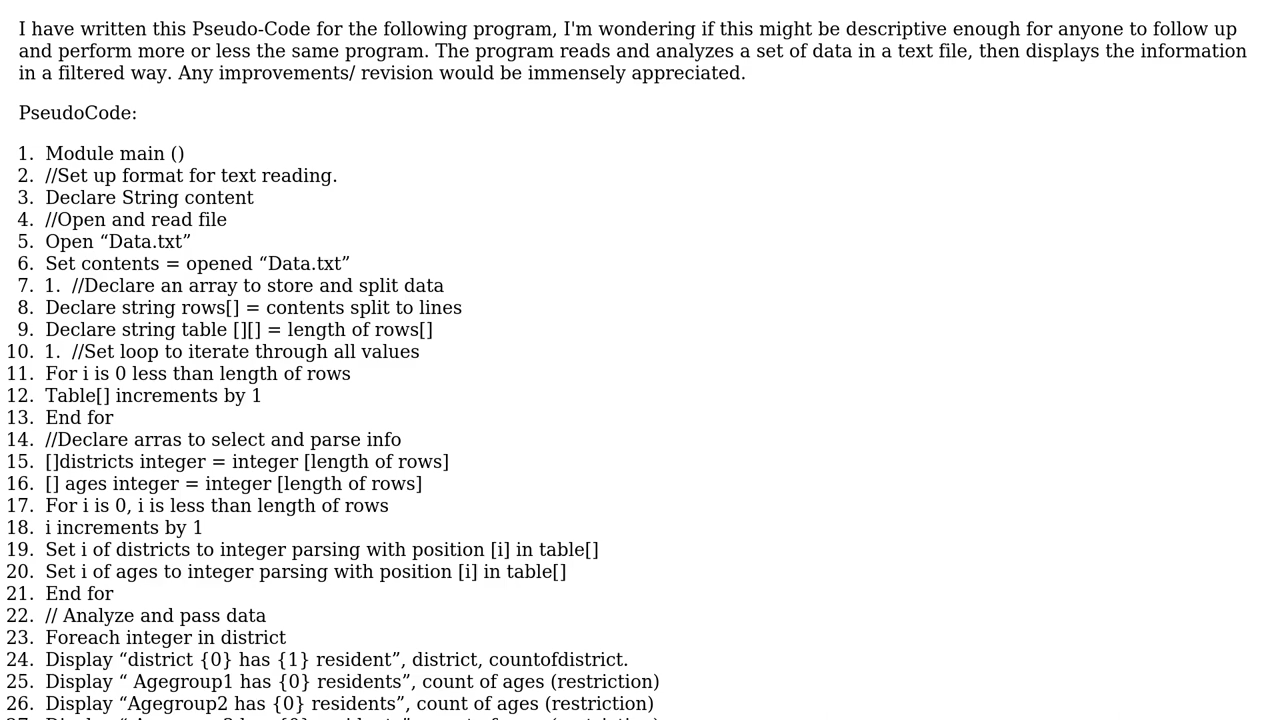 I have written this Pseudo-Code for the following program, I'm wondering if this might be descriptive enough for anyone to follow up
and perform more or less the same program. The program reads and analyzes a set of data in a text file, then displays the information
in a filtered way. Any improvements/ revision would be immensely appreciated.
PseudoCode:
1. Module main ()
2. //Set up format for text reading.
3. Declare String content
4. //Open and read file
5. Open “Data.txt”
6. Set contents = opened “Data.txt”
7. 1. //Declare an array to store and split data
8. Declare string rows[] = contents split to lines
9. Declare string table [][] = length of rows[]
10. 1. //Set loop to iterate through all values
11. For i is 0 less than length of rows
12. Table[] increments by 1
13. End for
14. //Declare arras to select and parse info
15. []districts integer = integer [length of rows]
16. [] ages integer = integer [length of rows]
17. For i is 0, i is less than length of rows
18. i increments by 1
19. Set i of districts to integer parsing with position [i] in table[]
20. Set i of ages to integer parsing with position [i] in table[]
21. End for
22. // Analyze and pass data
23. Foreach integer in district
24. Display “district {0} has {1} resident”, district, countofdistrict.
25. Display “ Agegroup1 has {0} residents”, count of ages (restriction)
26. Display “Agegroup2 has {0} residents”, count of ages (restriction)